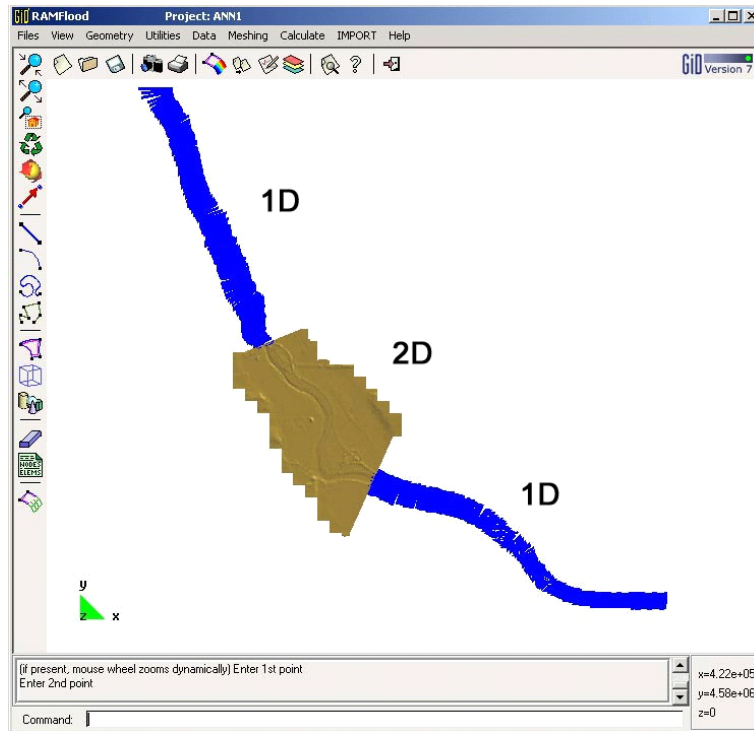 GiD RAMFlood Project: ANN1
Files View Geometry Utilities Data Meshing Calculate IMPORT Help
GiD Version 7
1D
2D
NODES
ELEMS
1D
y
z x
(if present, mouse wheel zooms dynamically) Enter 1st point
Enter 2nd point
x=4.22e+05
y=4.58e+06
z=0
Command: